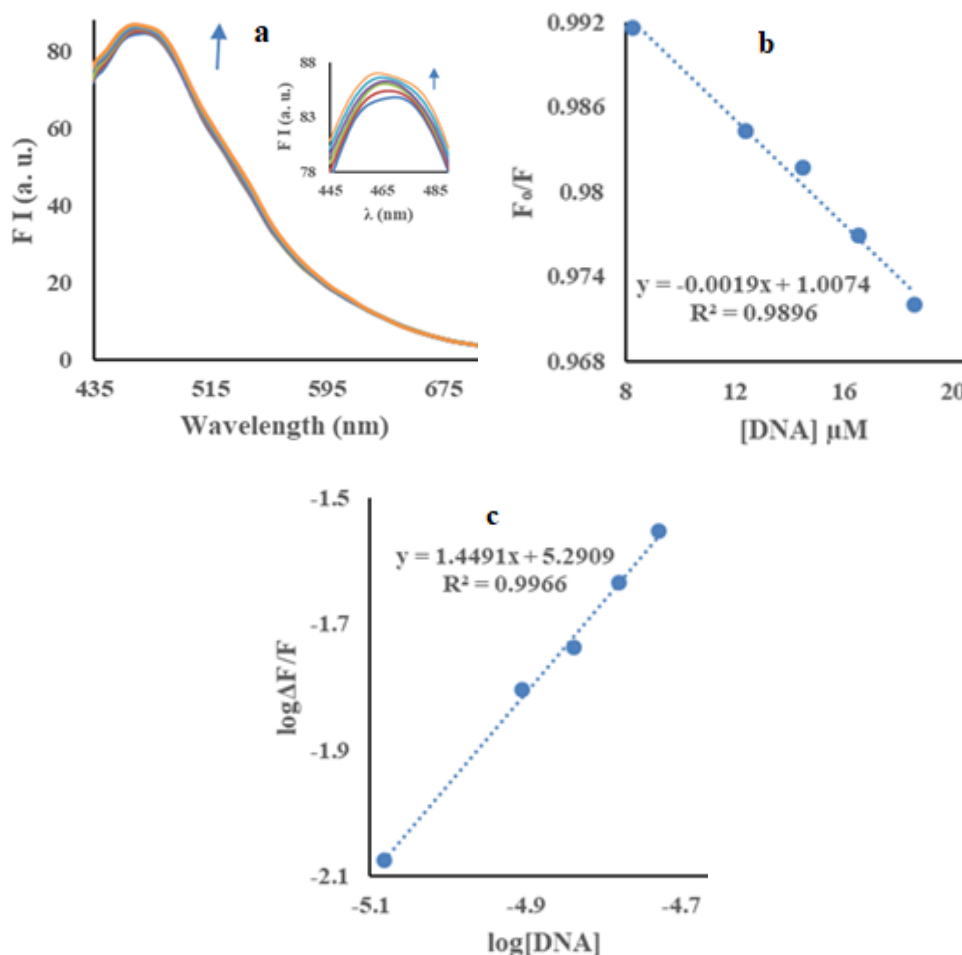 a
F I (a. u.)
80
60
40
20
0
435
515
595
675
Wavelength (nm)
F I (a. u.)
88
83
78
445
465
485
λ (nm)
b
F₀/F
0.992
0.986
0.98
0.974
0.968
y = -0.0019x + 1.0074
R² = 0.9896
8
12
16
20
[DNA] μM
c
logΔF/F
-1.5
-1.7
-1.9
-2.1
y = 1.4491x + 5.2909
R² = 0.9966
-5.1
-4.9
-4.7
log[DNA]